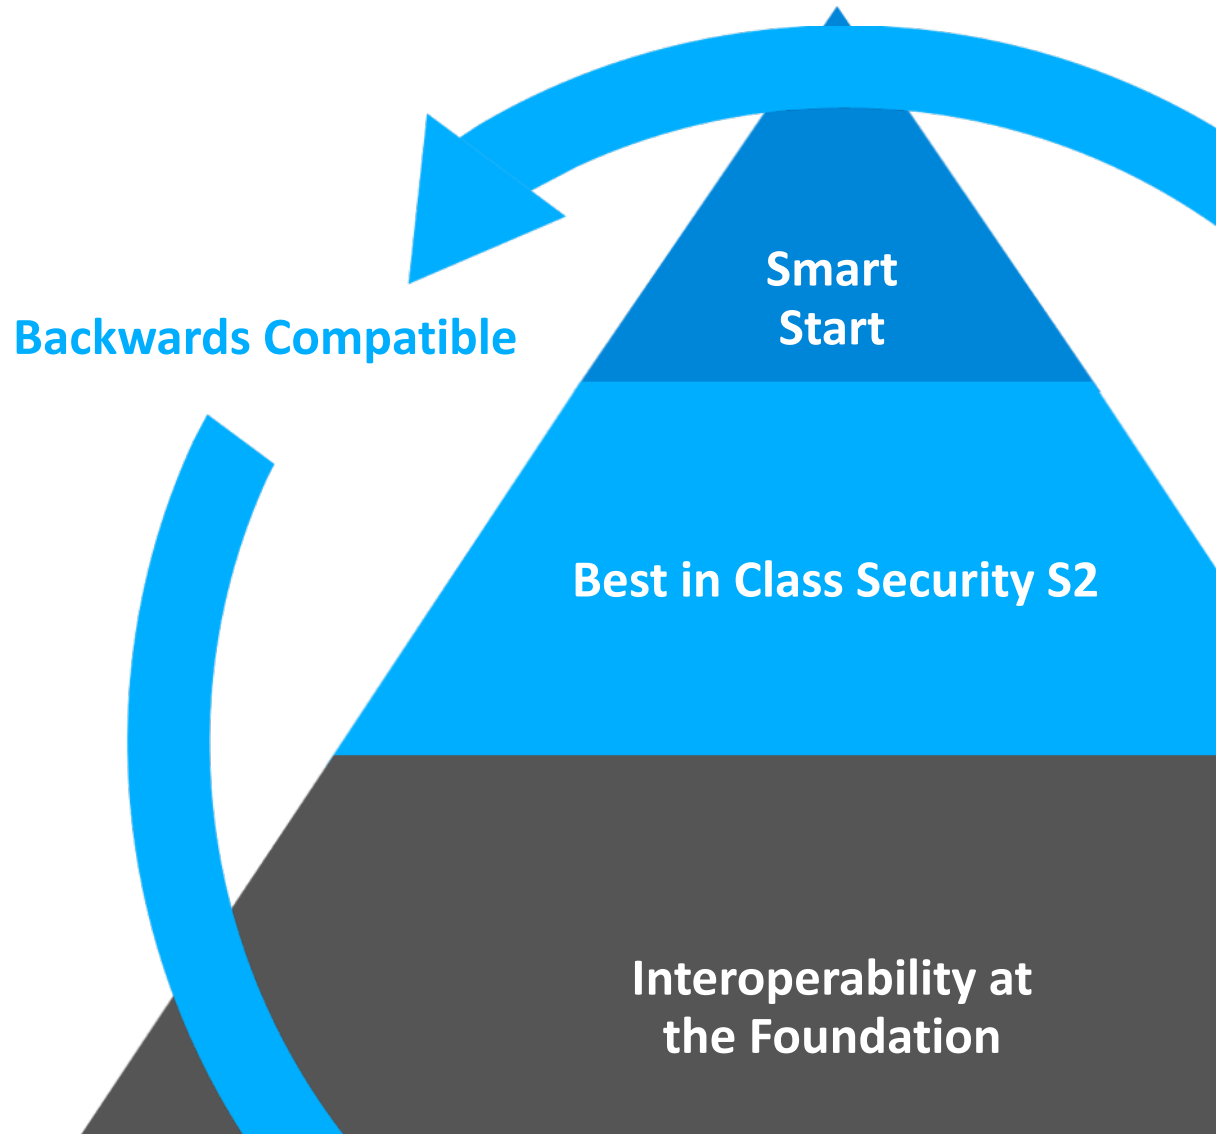 Smart
Start
Backwards Compatible
Best in Class Security S2
Interoperability at
the Foundation